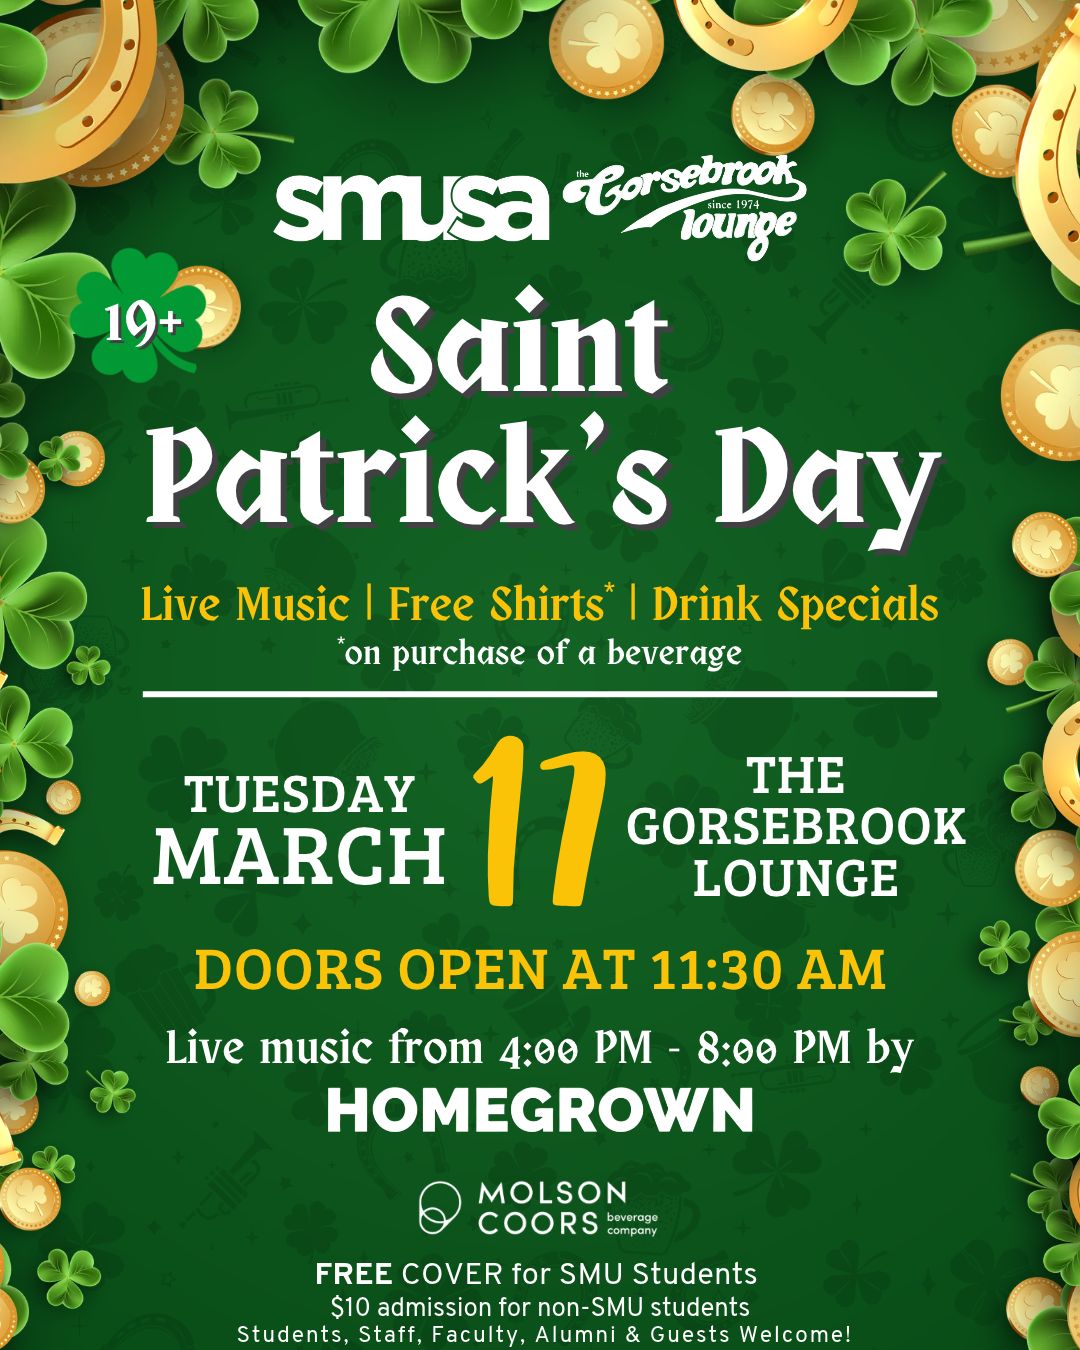 smusa
the Gorsebrook
since 1974
lounge
19+
Saint
Patrick's Day
Live Music | Free Shirts* | Drink Specials
*on purchase of a beverage
TUESDAY
MARCH
17
THE
GORSEBROOK
LOUNGE
DOORS OPEN AT 11:30 AM
Live music from 4:00 PM - 8:00 PM by
HOMEGROWN
MOLSON
COORS beverage
company
FREE COVER for SMU Students
$10 admission for non-SMU students
Students, Staff, Faculty, Alumni & Guests Welcome!